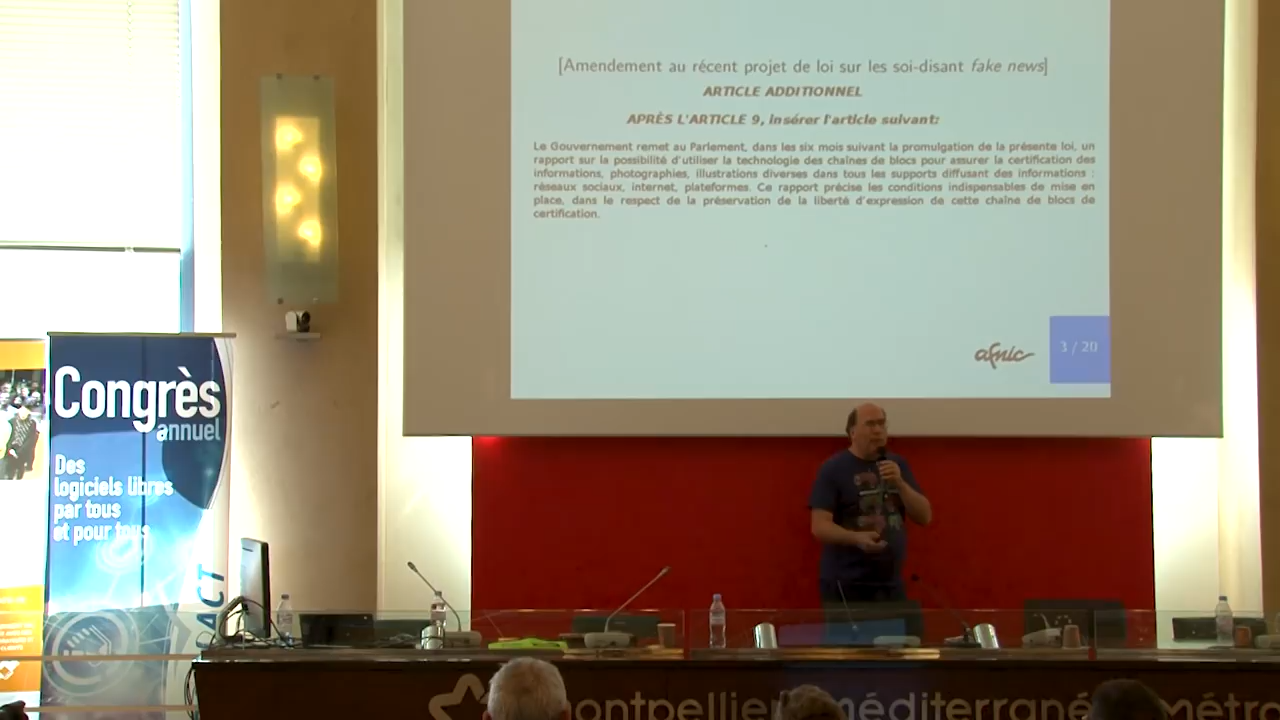 [Amendement au récent projet de loi sur les soi-disant fake news]
ARTICLE ADDITIONNEL
APRÈS L'ARTICLE 9, insérer l'article suivant:
Le Gouvernement remet au Parlement, dans les six mois suivant la promulgation de la présente loi, un
rapport sur la possibilité d'utiliser la technologie des chaînes de blocs pour assurer la certification des
informations, photographies, illustrations diverses dans tous les supports diffusant des informations :
réseaux sociaux, internet, plateformes. Ce rapport précise les conditions indispensables de mise en
place, dans le respect de la préservation de la liberté d'expression de cette chaîne de blocs de
certification.
afnic
3 / 20
Congrès
annuel
Des
logiciels libres
par tous
et pour tous
ACT
montpellier méditerranée métro